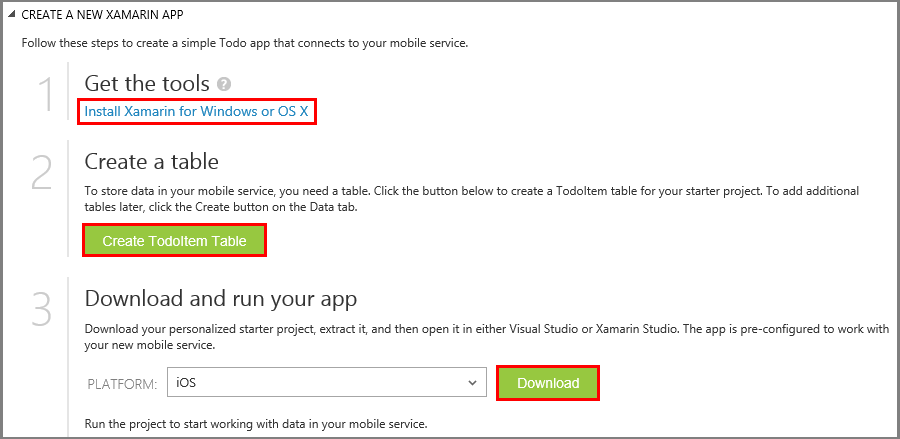 CREATE A NEW XAMARIN APP
Follow these steps to create a simple Todo app that connects to your mobile service.
1 Get the tools ?
Install Xamarin for Windows or OS X
2 Create a table
To store data in your mobile service, you need a table. Click the button below to create a TodoItem table for your starter project. To add additional
tables later, click the Create button on the Data tab.
Create TodoItem Table
3 Download and run your app
Download your personalized starter project, extract it, and then open it in either Visual Studio or Xamarin Studio. The app is pre-configured to work with
your new mobile service.
PLATFORM: iOS Download
Run the project to start working with data in your mobile service.